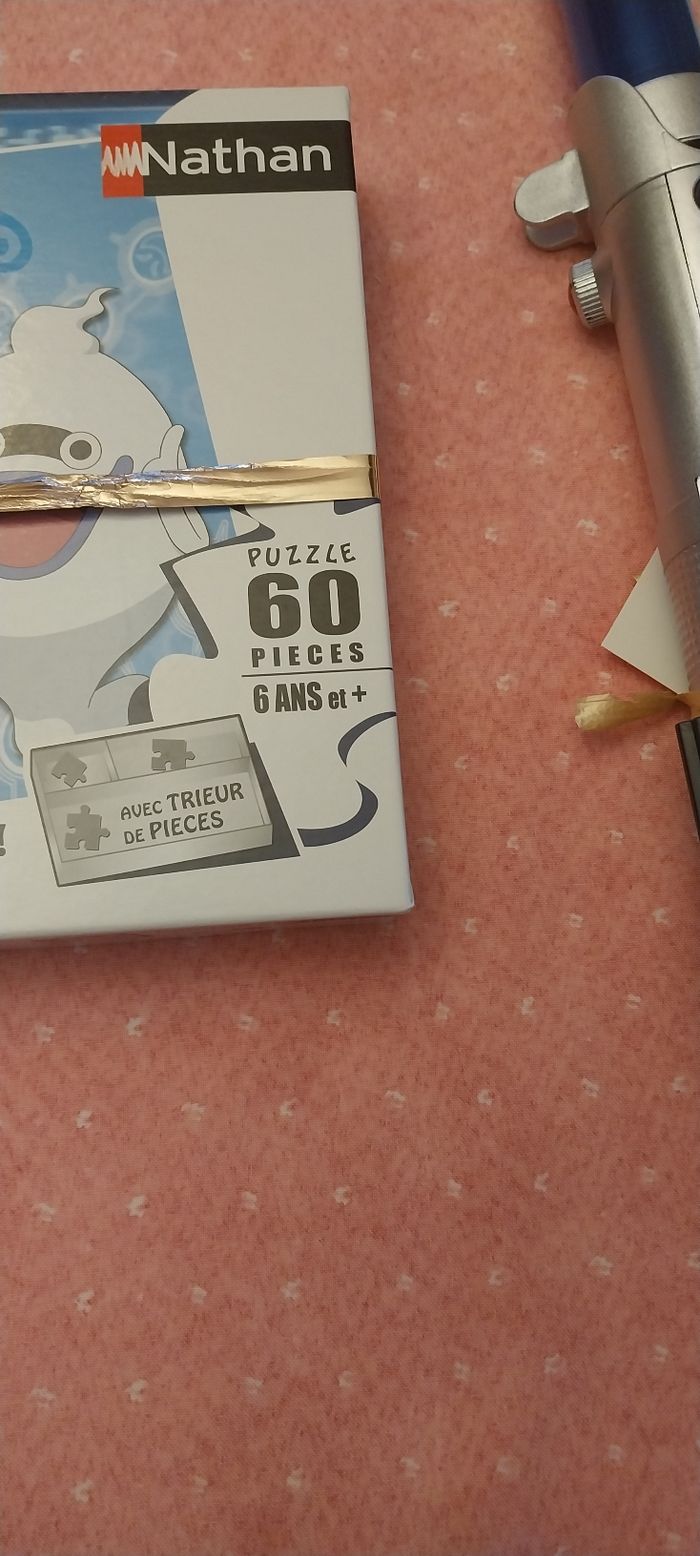 Nathan
PUZZLE
60
PIECES
6 ANS et +
AVEC TRIEUR
DE PIECES
!